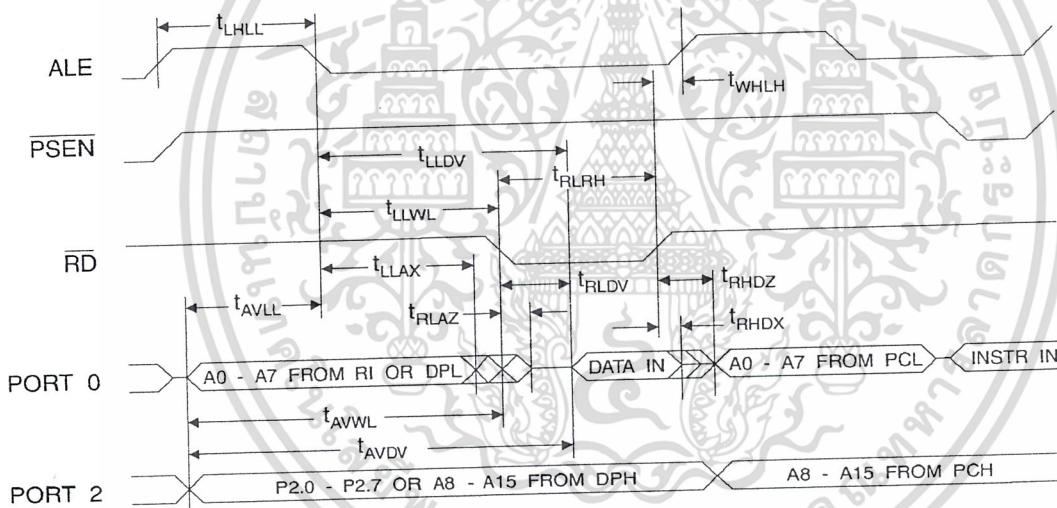 tLHLL
ALE
tWHLH
PSEN
tLLDV
tRLRH
tLLWL
RD
tLLAX
tRLDV
tRHDZ
tAVLL
tRLAZ
tRHDX
PORT 0
A0 - A7 FROM RI OR DPL
DATA IN
A0 - A7 FROM PCL
INSTR IN
tAVWL
tAVDV
PORT 2
P2.0 - P2.7 OR A8 - A15 FROM DPH
A8 - A15 FROM PCH